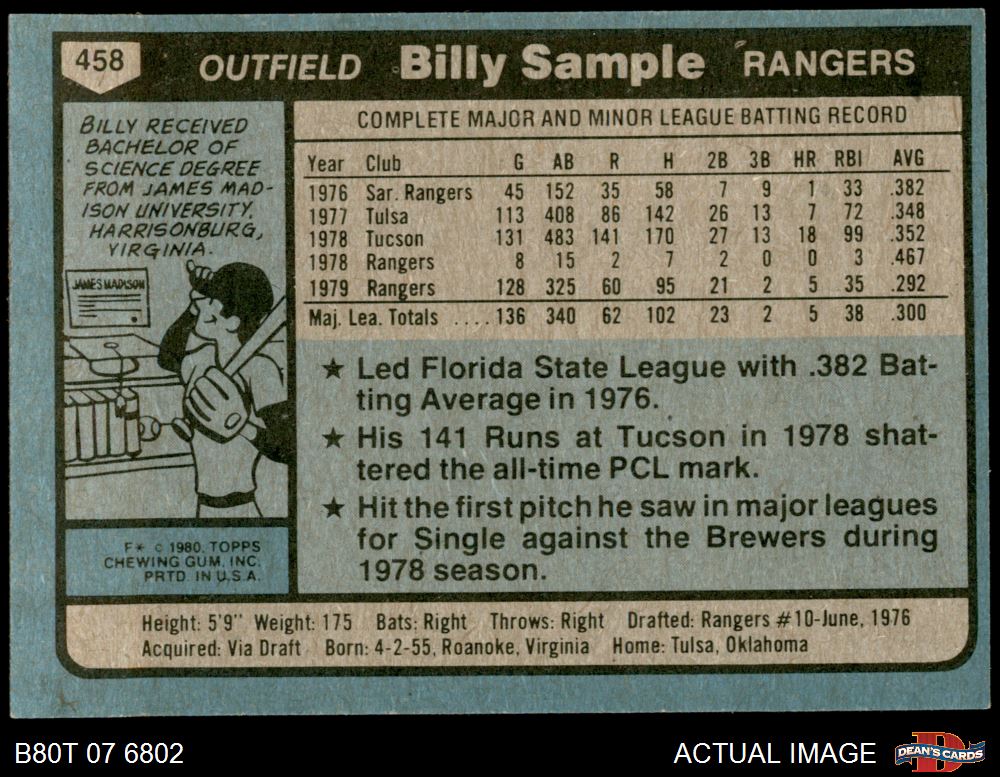 458 OUTFIELD Billy Sample RANGERS
BILLY RECEIVED
BACHELOR OF
SCIENCE DEGREE
FROM JAMES MAD-
ISON UNIVERSITY,
HARRISONBURG,
VIRGINIA.
JAMES MADISON
F* © 1980, TOPPS
CHEWING GUM, INC.
PRTD. IN U.S.A.
COMPLETE MAJOR AND MINOR LEAGUE BATTING RECORD
Year Club G AB R H 2B 3B HR RBI AVG
1976 Sar. Rangers 45 152 35 58 7 9 1 33 .382
1977 Tulsa 113 408 86 142 26 13 7 72 .348
1978 Tucson 131 483 141 170 27 13 18 99 .352
1978 Rangers 8 15 2 7 2 0 0 3 .467
1979 Rangers 128 325 60 95 21 2 5 35 .292
Maj. Lea. Totals ....136 340 62 102 23 2 5 38 .300
★ Led Florida State League with .382 Bat-
ting Average in 1976.
★ His 141 Runs at Tucson in 1978 shat-
tered the all-time PCL mark.
★ Hit the first pitch he saw in major leagues
for Single against the Brewers during
1978 season.
Height: 5'9" Weight: 175 Bats: Right Throws: Right Drafted: Rangers #10-June, 1976
Acquired: Via Draft Born: 4-2-55, Roanoke, Virginia Home: Tulsa, Oklahoma
B80T 07 6802 ACTUAL IMAGE D DEAN'S CARDS